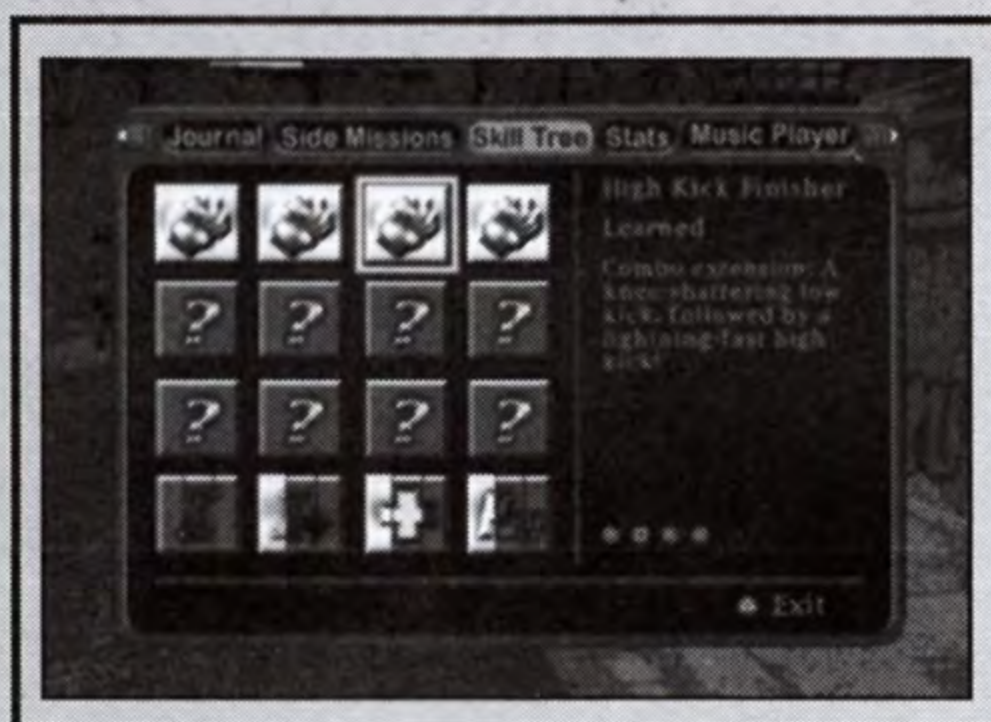 Journal Side Missions Skill Tree Stats Music Player
High Kick Finisher
Learned
Combo extension: A
knee-shattering low
kick, followed by a
lightning-fast high
kick!
? ? ? ?
? ? ? ?
Exit